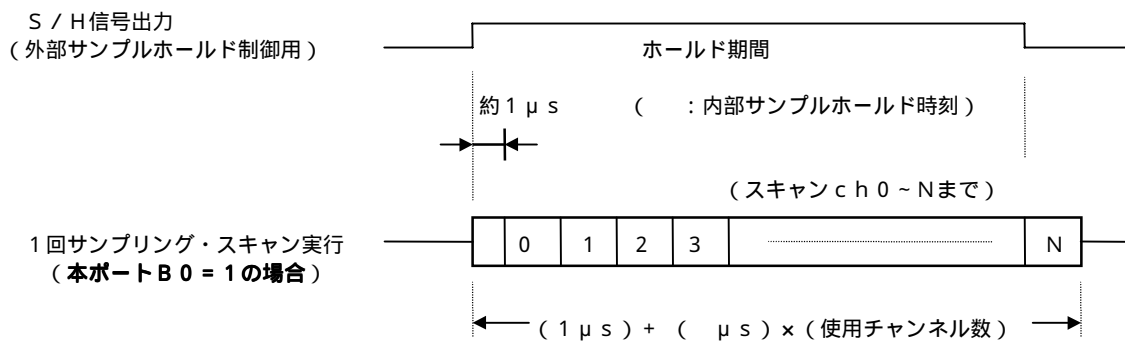 S/H信号出力
(外部サンプルホールド制御用)
ホールド期間
約1μs ( :内部サンプルホールド時刻)
(スキャンch0~Nまで)
1回サンプリング・スキャン実行
(本ポートB0=1の場合)
0 1 2 3 N
(1μs)+( μs)×(使用チャンネル数)